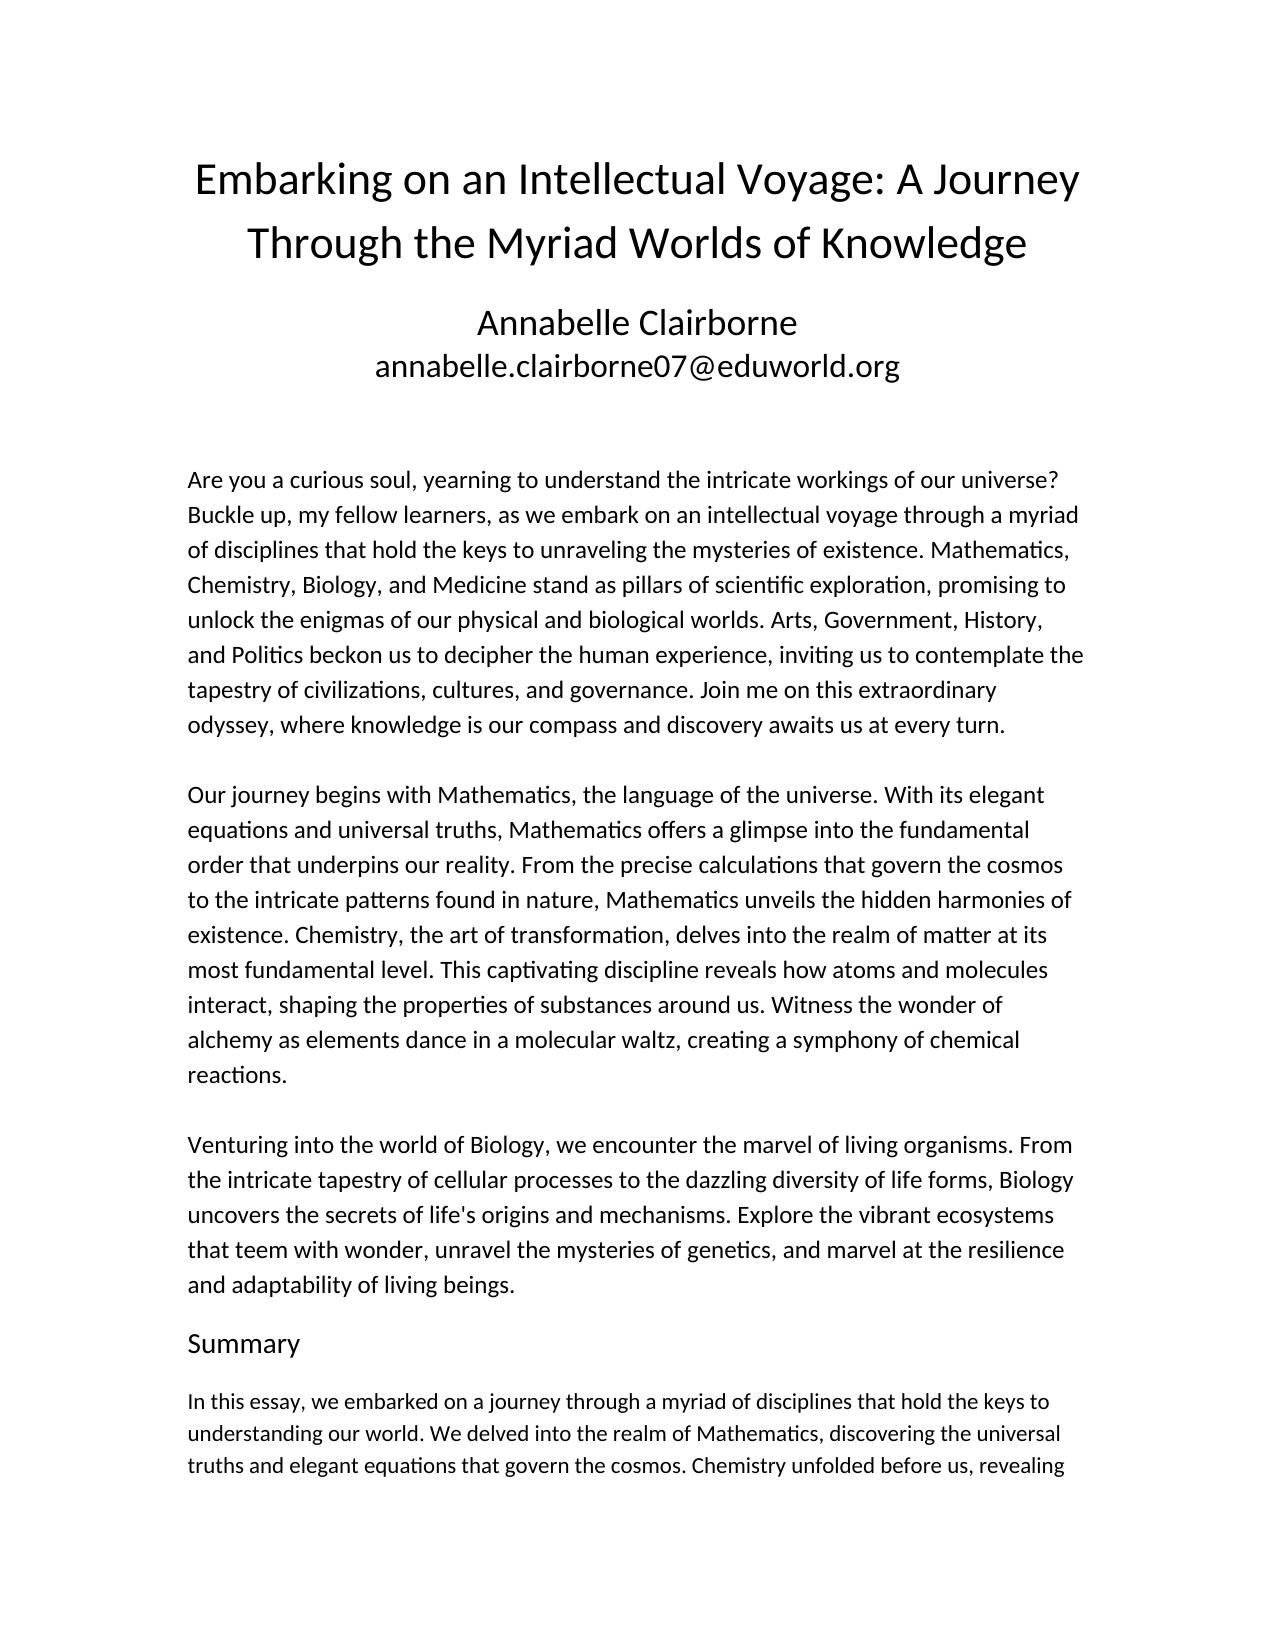 Embarking on an Intellectual Voyage: A Journey
Through the Myriad Worlds of Knowledge
Annabelle Clairborne
annabelle.clairborne07@eduworld.org
Are you a curious soul, yearning to understand the intricate workings of our universe?
Buckle up, my fellow learners, as we embark on an intellectual voyage through a myriad
of disciplines that hold the keys to unraveling the mysteries of existence. Mathematics,
Chemistry, Biology, and Medicine stand as pillars of scientific exploration, promising to
unlock the enigmas of our physical and biological worlds. Arts, Government, History,
and Politics beckon us to decipher the human experience, inviting us to contemplate the
tapestry of civilizations, cultures, and governance. Join me on this extraordinary
odyssey, where knowledge is our compass and discovery awaits us at every turn.
Our journey begins with Mathematics, the language of the universe. With its elegant
equations and universal truths, Mathematics offers a glimpse into the fundamental
order that underpins our reality. From the precise calculations that govern the cosmos
to the intricate patterns found in nature, Mathematics unveils the hidden harmonies of
existence. Chemistry, the art of transformation, delves into the realm of matter at its
most fundamental level. This captivating discipline reveals how atoms and molecules
interact, shaping the properties of substances around us. Witness the wonder of
alchemy as elements dance in a molecular waltz, creating a symphony of chemical
reactions.
Venturing into the world of Biology, we encounter the marvel of living organisms. From
the intricate tapestry of cellular processes to the dazzling diversity of life forms, Biology
uncovers the secrets of life's origins and mechanisms. Explore the vibrant ecosystems
that teem with wonder, unravel the mysteries of genetics, and marvel at the resilience
and adaptability of living beings.
Summary
In this essay, we embarked on a journey through a myriad of disciplines that hold the keys to
understanding our world. We delved into the realm of Mathematics, discovering the universal
truths and elegant equations that govern the cosmos. Chemistry unfolded before us, revealing